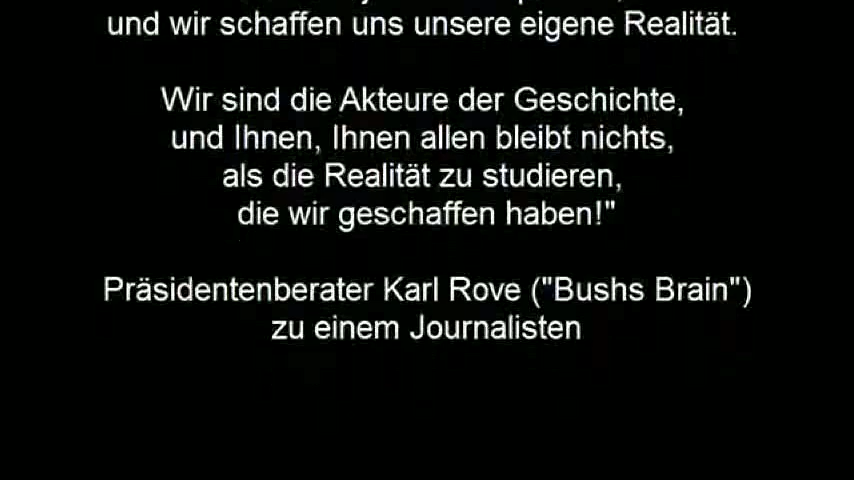 und wir schaffen uns unsere eigene Realität.
Wir sind die Akteure der Geschichte,
und Ihnen, Ihnen allen bleibt nichts,
als die Realität zu studieren,
die wir geschaffen haben!"
Präsidentenberater Karl Rove ("Bushs Brain")
zu einem Journalisten